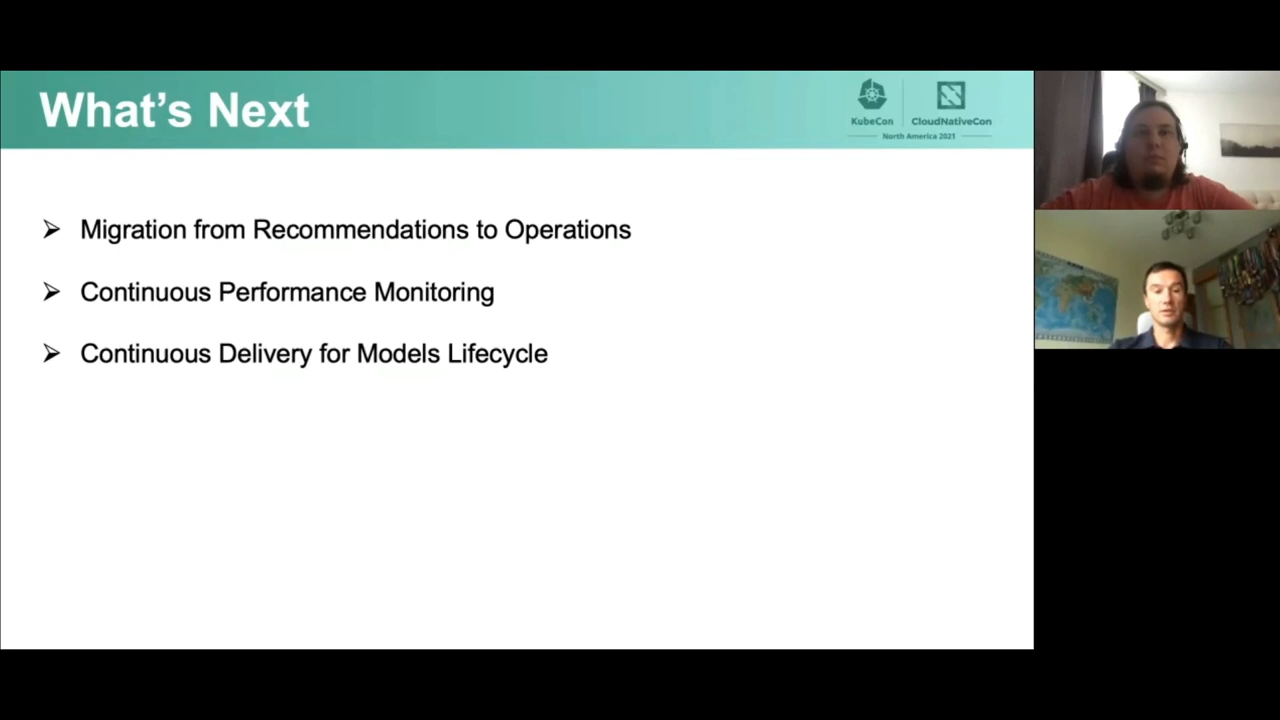 What's Next
KubeCon
CloudNativeCon
North America 2021
Migration from Recommendations to Operations
Continuous Performance Monitoring
Continuous Delivery for Models Lifecycle